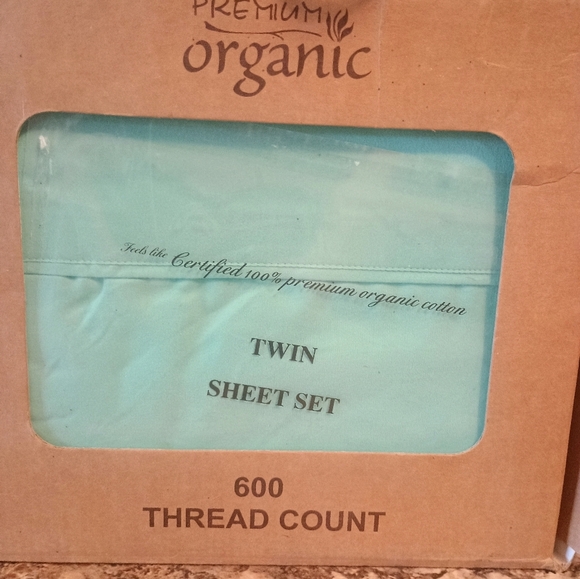 PREMIUM
organic
Feels like Certified 100% premium organic cotton
TWIN
SHEET SET
600
THREAD COUNT